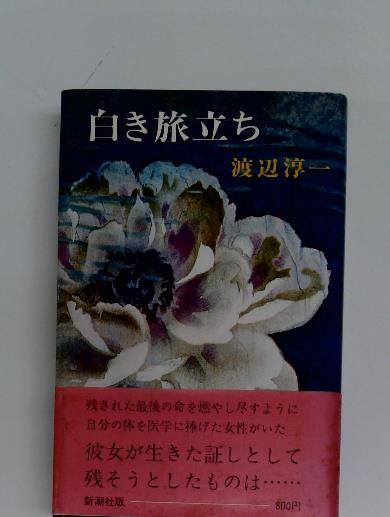 白き旅立ち
渡辺淳一
残された最後の命を燃やし尽すように
自分の体を医学に捧げた女性がいた
彼女が生きた証しとして
残そうとしたものは……
新潮社版 800円